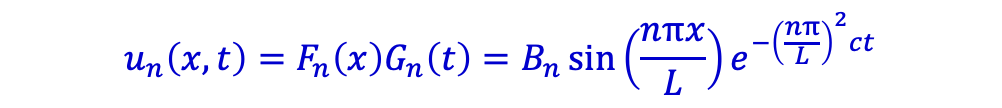 uₙ(x, t) = Fₙ(x)Gₙ(t) = Bₙ sin(nπx/L) e^(−(nπ/L)² ct)